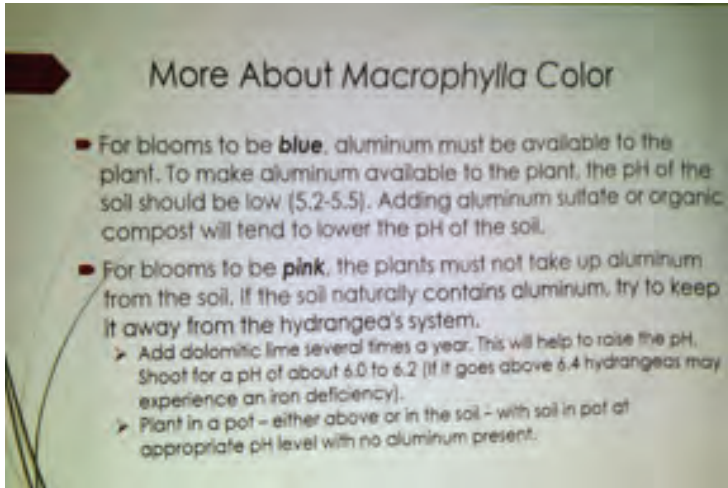 More About Macrophylla Color
For blooms to be blue, aluminum must be available to the
plant. To make aluminum available to the plant, the pH of the
soil should be low (5.2-5.5). Adding aluminum sulfate or organic
compost will tend to lower the pH of the soil.
For blooms to be pink, the plants must not take up aluminum
from the soil. If the soil naturally contains aluminum, try to keep
it away from the hydrangea's system.
Add dolomitic lime several times a year. This will help to raise the pH.
Shoot for a pH of about 6.0 to 6.2 (If it goes above 6.4 hydrangeas may
experience an iron deficiency).
Plant in a pot – either above or in the soil – with soil in pot at
appropriate pH level with no aluminum present.